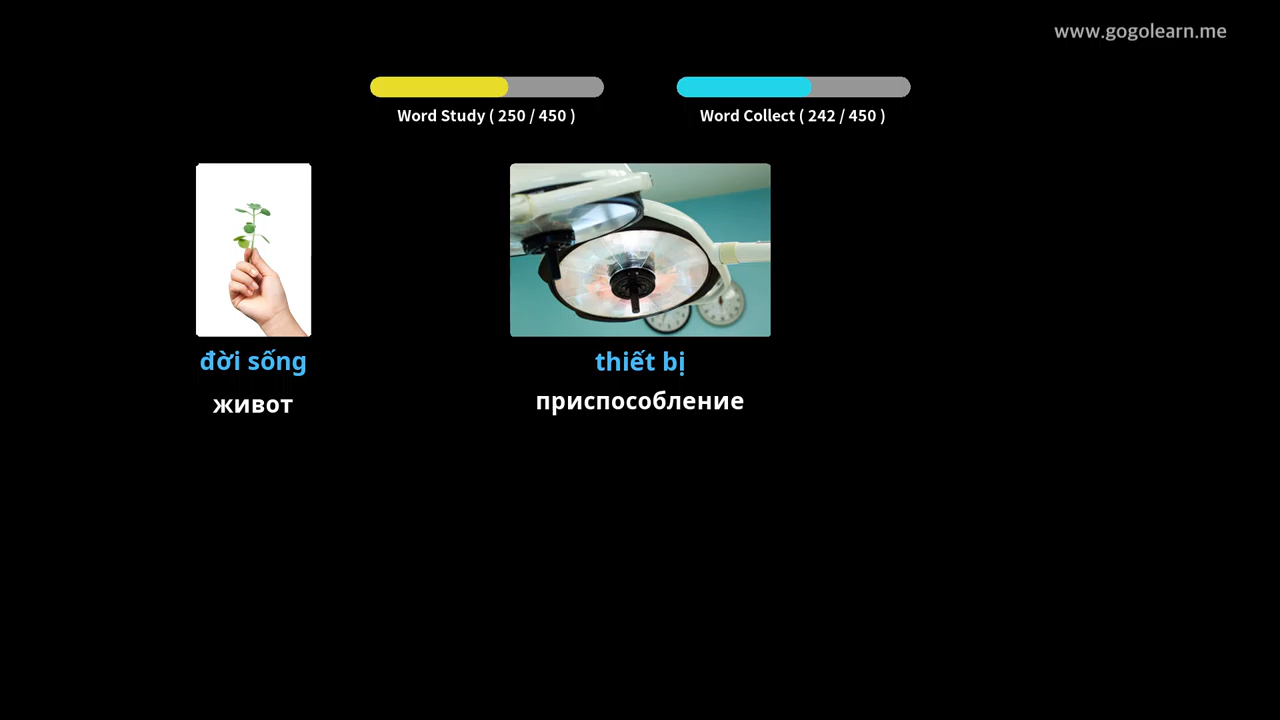 www.gogolearn.me
Word Study ( 250 / 450 )
Word Collect ( 242 / 450 )
đời sống
живот
thiết bị
приспособление